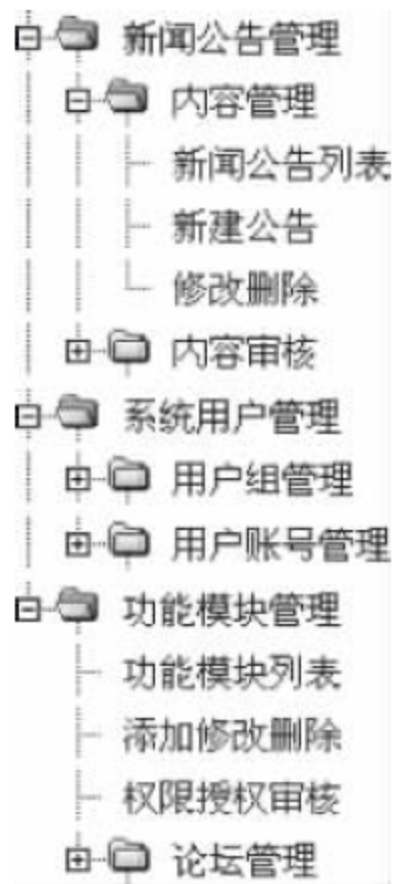 新闻公告管理
内容管理
新闻公告列表
新建公告
修改删除
内容审核
系统用户管理
用户组管理
用户账号管理
功能模块管理
功能模块列表
添加修改删除
权限授权审核
论坛管理